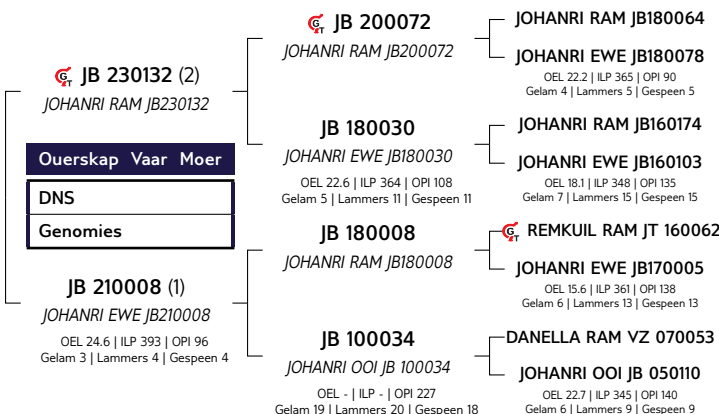 JB 230132 (2)
JOHANRI RAM JB230132
Ouerskap Vaar Moer
DNS
Genomies
JB 210008 (1)
JOHANRI EWE JB210008
OEL 24.6 | ILP 393 | OPI 96
Gelam 3 | Lammers 4 | Gespeen 4
GT JB 200072
JOHANRI RAM JB200072
JB 180030
JOHANRI EWE JB180030
OEL 22.6 | ILP 364 | OPI 108
Gelam 5 | Lammers 11 | Gespeen 11
JB 180008
JOHANRI RAM JB180008
JB 100034
JOHANRI OOI JB 100034
OEL - | ILP - | OPI 227
Gelam 19 | Lammers 20 | Gespeen 18
JOHANRI RAM JB180064
JOHANRI EWE JB180078
OEL 22.2 | ILP 365 | OPI 90
Gelam 4 | Lammers 5 | Gespeen 5
JOHANRI RAM JB160174
JOHANRI EWE JB160103
OEL 18.1 | ILP 348 | OPI 135
Gelam 7 | Lammers 15 | Gespeen 15
GT REMKUIL RAM JT 160062
JOHANRI EWE JB170005
OEL 15.6 | ILP 361 | OPI 138
Gelam 6 | Lammers 13 | Gespeen 13
DANELLA RAM VZ 070053
JOHANRI OOI JB 050110
OEL 22.7 | ILP 345 | OPI 140
Gelam 6 | Lammers 9 | Gespeen 9